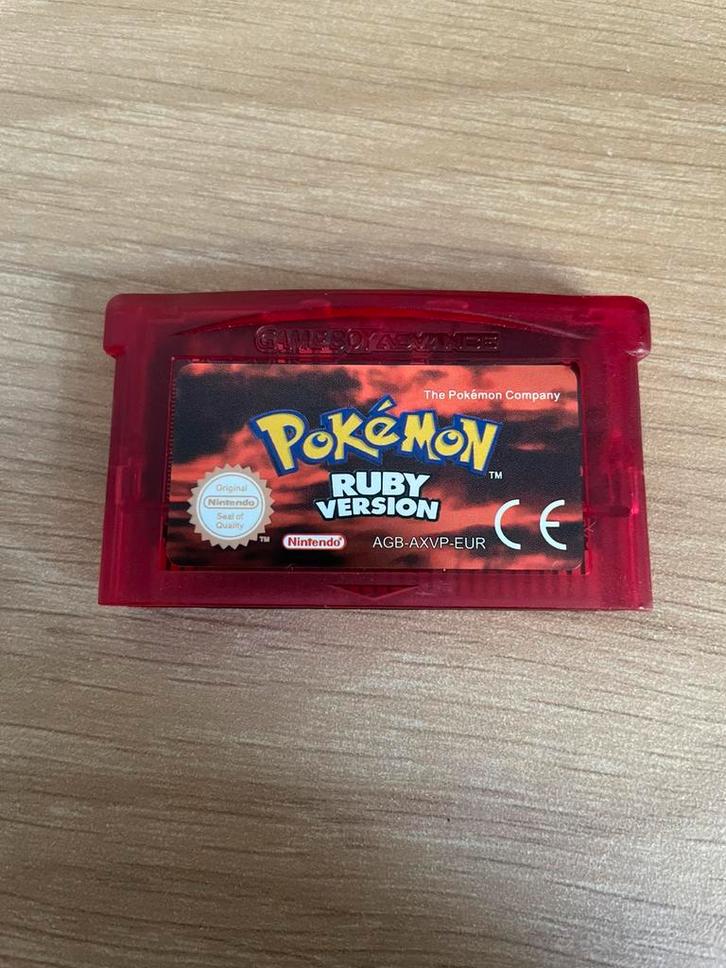 GAME BOY ADVANCE
The Pokémon Company
POKéMON
TM
RUBY
VERSION
Original
Nintendo
Seal of
Quality
TM
Nintendo
AGB-AXVP-EUR
CE